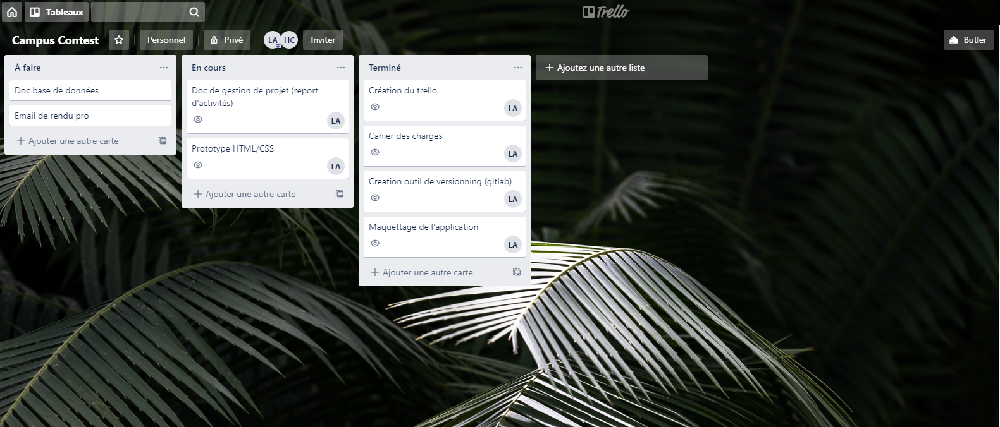 Tableaux
Trello
Campus Contest
Personnel
Privé
LA
HC
Inviter
Butler
À faire
Doc base de données
Email de rendu pro
Ajouter une autre carte
En cours
Doc de gestion de projet (report
d'activités)
LA
Prototype HTML/CSS
LA
Ajouter une autre carte
Terminé
Création du trello.
LA
Cahier des charges
LA
Creation outil de versionning (gitlab)
LA
Maquettage de l'application
LA
Ajouter une autre carte
Ajoutez une autre liste